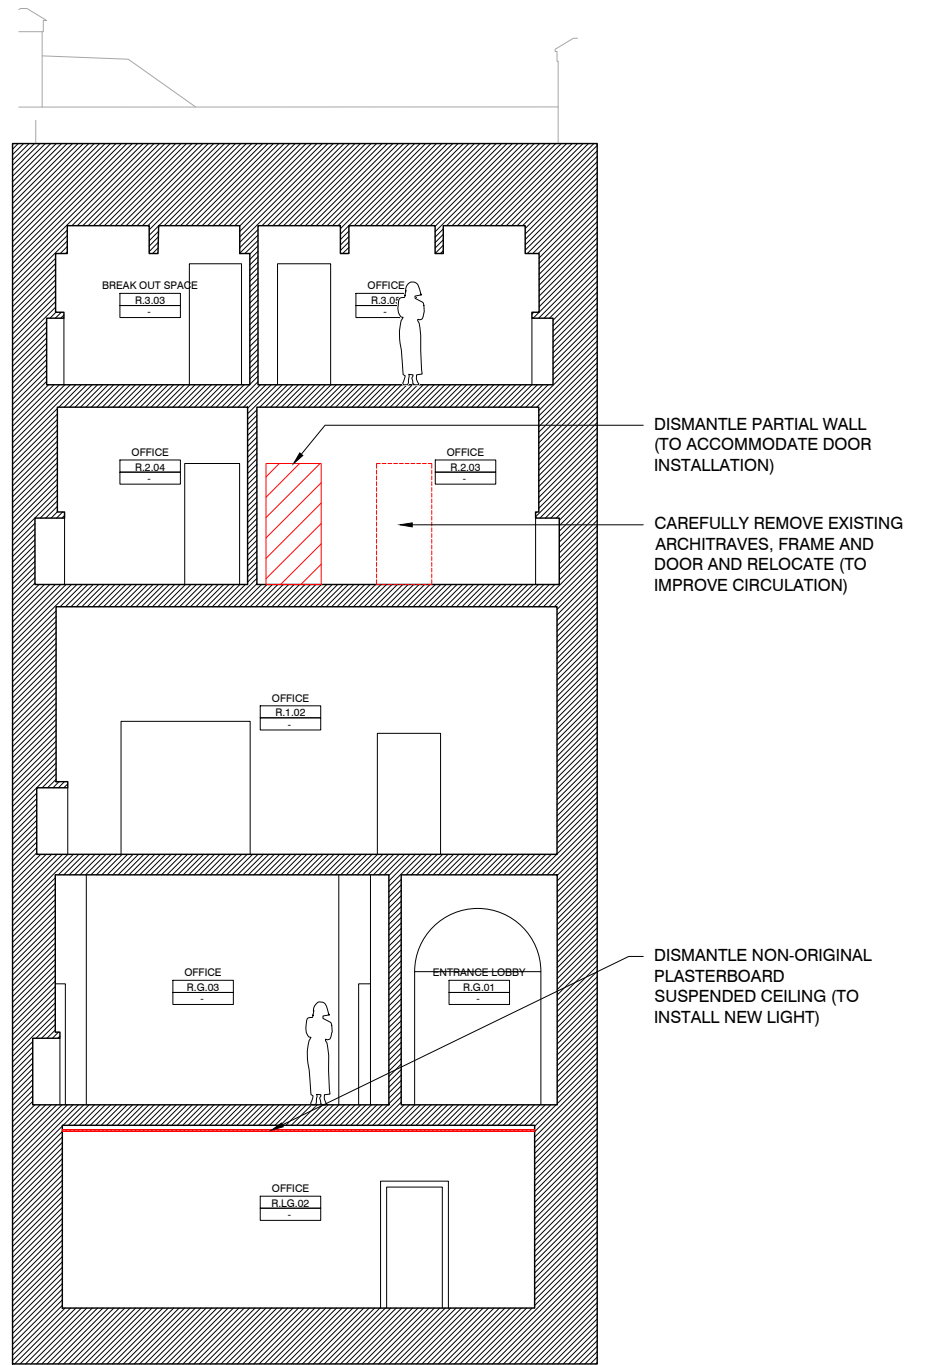 BREAK OUT SPACE
R.3.03
-
OFFICE
R.3.05
-
DISMANTLE PARTIAL WALL
(TO ACCOMMODATE DOOR
INSTALLATION)
OFFICE
R.2.04
-
OFFICE
R.2.03
-
CAREFULLY REMOVE EXISTING
ARCHITRAVES, FRAME AND
DOOR AND RELOCATE (TO
IMPROVE CIRCULATION)
OFFICE
R.1.02
-
DISMANTLE NON-ORIGINAL
PLASTERBOARD
SUSPENDED CEILING (TO
INSTALL NEW LIGHT)
OFFICE
R.G.03
-
ENTRANCE LOBBY
R.G.01
-
OFFICE
R.LG.02
-